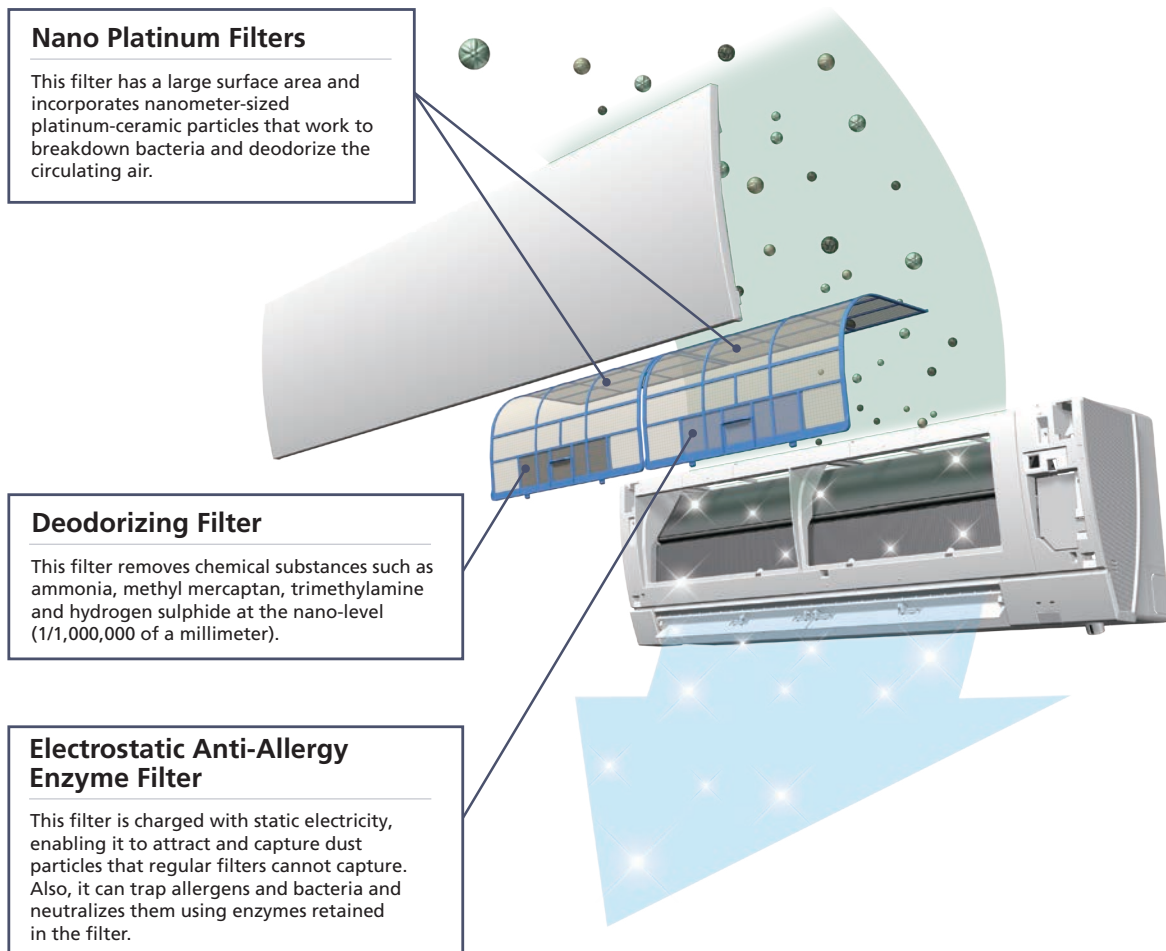 Nano Platinum Filters
This filter has a large surface area and
incorporates nanometer-sized
platinum-ceramic particles that work to
breakdown bacteria and deodorize the
circulating air.
Deodorizing Filter
This filter removes chemical substances such as
ammonia, methyl mercaptan, trimethylamine
and hydrogen sulphide at the nano-level
(1/1,000,000 of a millimeter).
Electrostatic Anti-Allergy
Enzyme Filter
This filter is charged with static electricity,
enabling it to attract and capture dust
particles that regular filters cannot capture.
Also, it can trap allergens and bacteria and
neutralizes them using enzymes retained
in the filter.